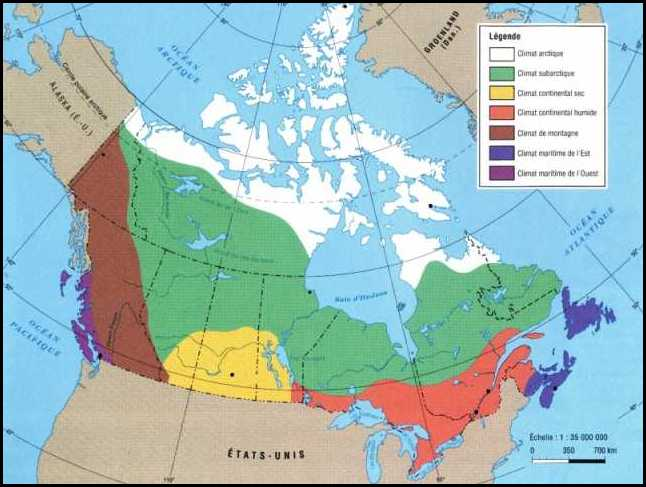 OCÉAN
ARCTIQUE
GROENLAND
(Dan.)
Cercle polaire arctique
ALASKA (É.-U.)
Légende
Climat arctique
Climat subarctique
Climat continental sec
Climat continental humide
Climat de montagne
Climat maritime de l'Est
Climat maritime de l'Ouest
OCÉAN
ATLANTIQUE
Baie d'Hudson
OCÉAN
PACIFIQUE
ÉTATS-UNIS
Échelle : 1 : 35 000 000
0 350 700 km